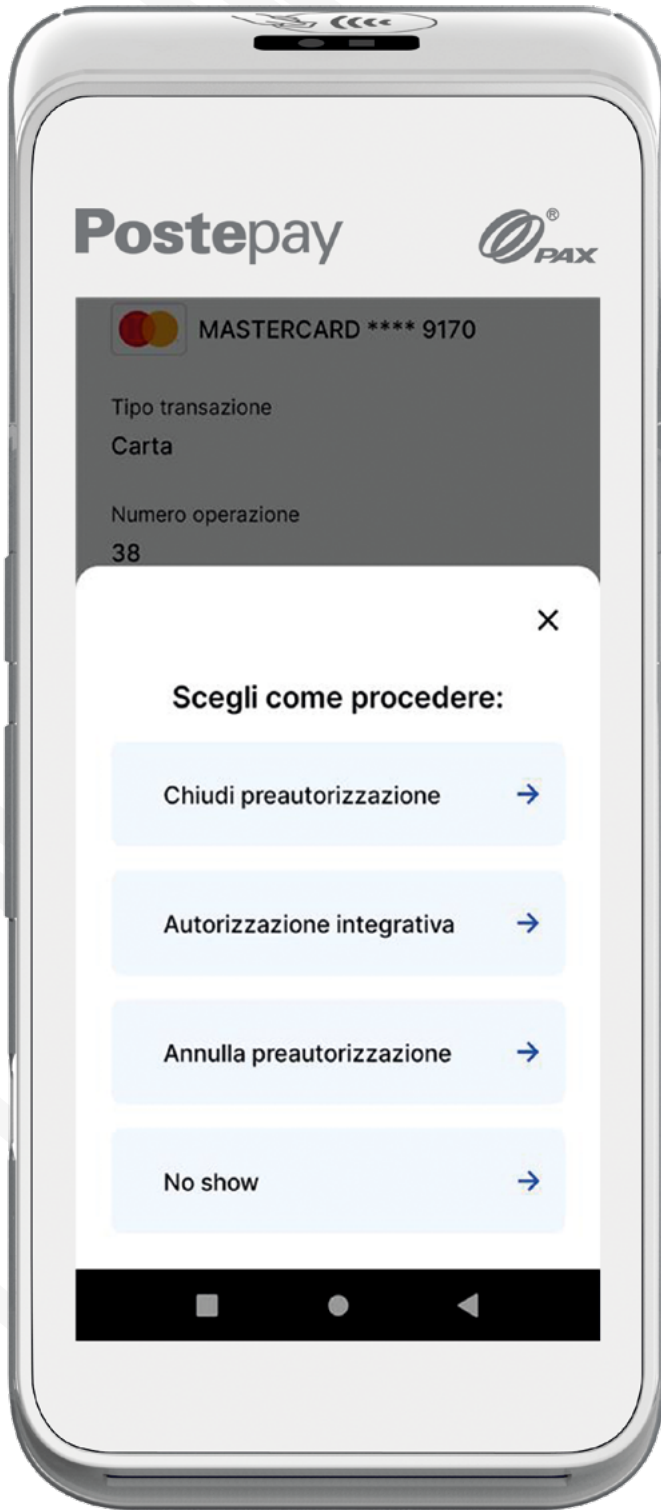 Postepay
® PAX
MASTERCARD **** 9170
Tipo transazione
Carta
Numero operazione
38
Scegli come procedere:
Chiudi preautorizzazione
Autorizzazione integrativa
Annulla preautorizzazione
No show